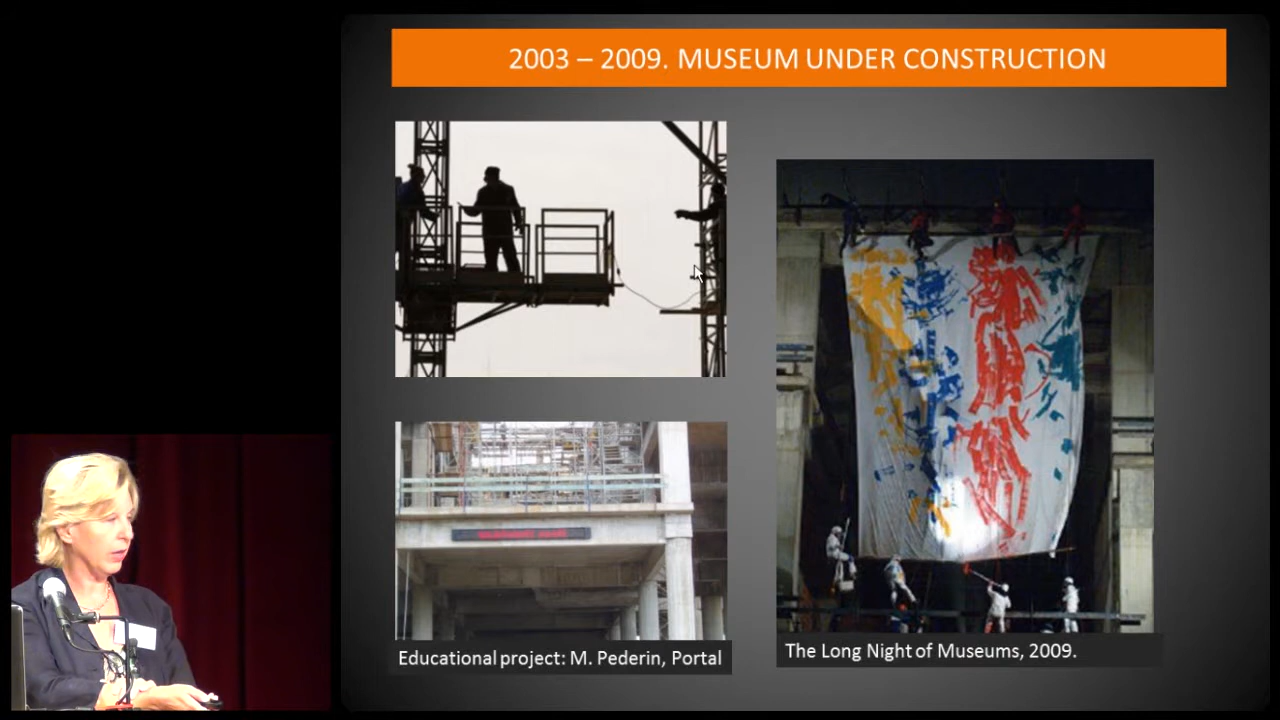 2003 – 2009. MUSEUM UNDER CONSTRUCTION
Educational project: M. Pederin, Portal
The Long Night of Museums, 2009.